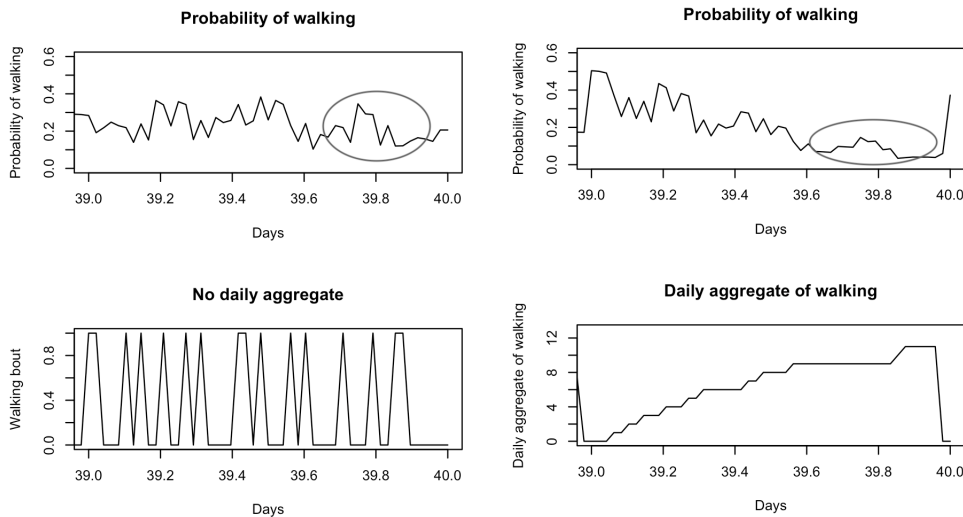 Probability of walking
Probability of walking
0.0 0.2 0.4 0.6
39.0 39.2 39.4 39.6 39.8 40.0
Days
Probability of walking
Probability of walking
0.0 0.2 0.4 0.6
39.0 39.2 39.4 39.6 39.8 40.0
Days
No daily aggregate
Walking bout
0.0 0.4 0.8
39.0 39.2 39.4 39.6 39.8 40.0
Days
Daily aggregate of walking
Daily aggregate of walking
0 4 8 12
39.0 39.2 39.4 39.6 39.8 40.0
Days